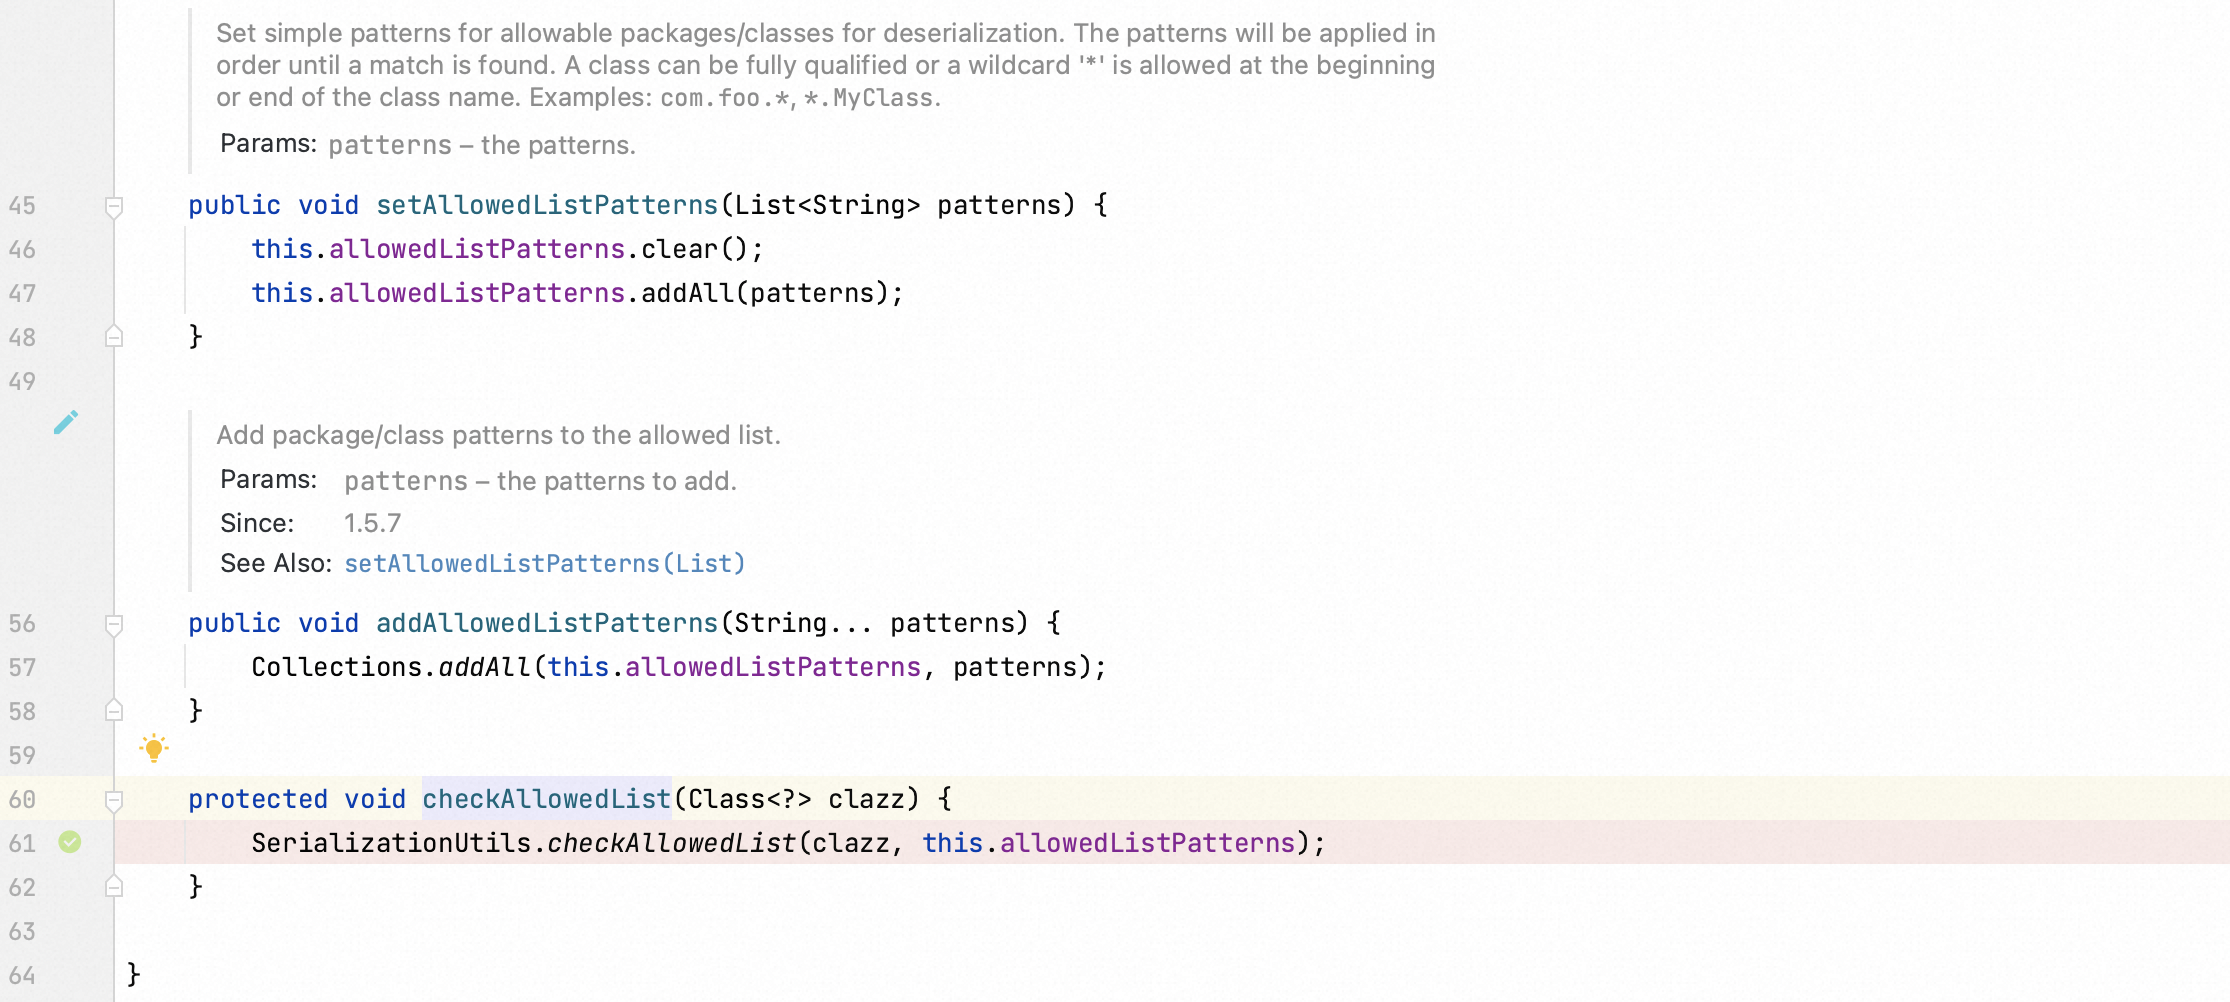 Set simple patterns for allowable packages/classes for deserialization. The patterns will be applied in
order until a match is found. A class can be fully qualified or a wildcard '*' is allowed at the beginning
or end of the class name. Examples: com.foo.*, *.MyClass.
Params: patterns – the patterns.
45 public void setAllowedListPatterns(List<String> patterns) {
46 this.allowedListPatterns.clear();
47 this.allowedListPatterns.addAll(patterns);
48 }
49
Add package/class patterns to the allowed list.
Params: patterns – the patterns to add.
Since: 1.5.7
See Also: setAllowedListPatterns(List)
56 public void addAllowedListPatterns(String... patterns) {
57 Collections.addAll(this.allowedListPatterns, patterns);
58 }
59
60 protected void checkAllowedList(Class<?> clazz) {
61 SerializationUtils.checkAllowedList(clazz, this.allowedListPatterns);
62 }
63
64 }